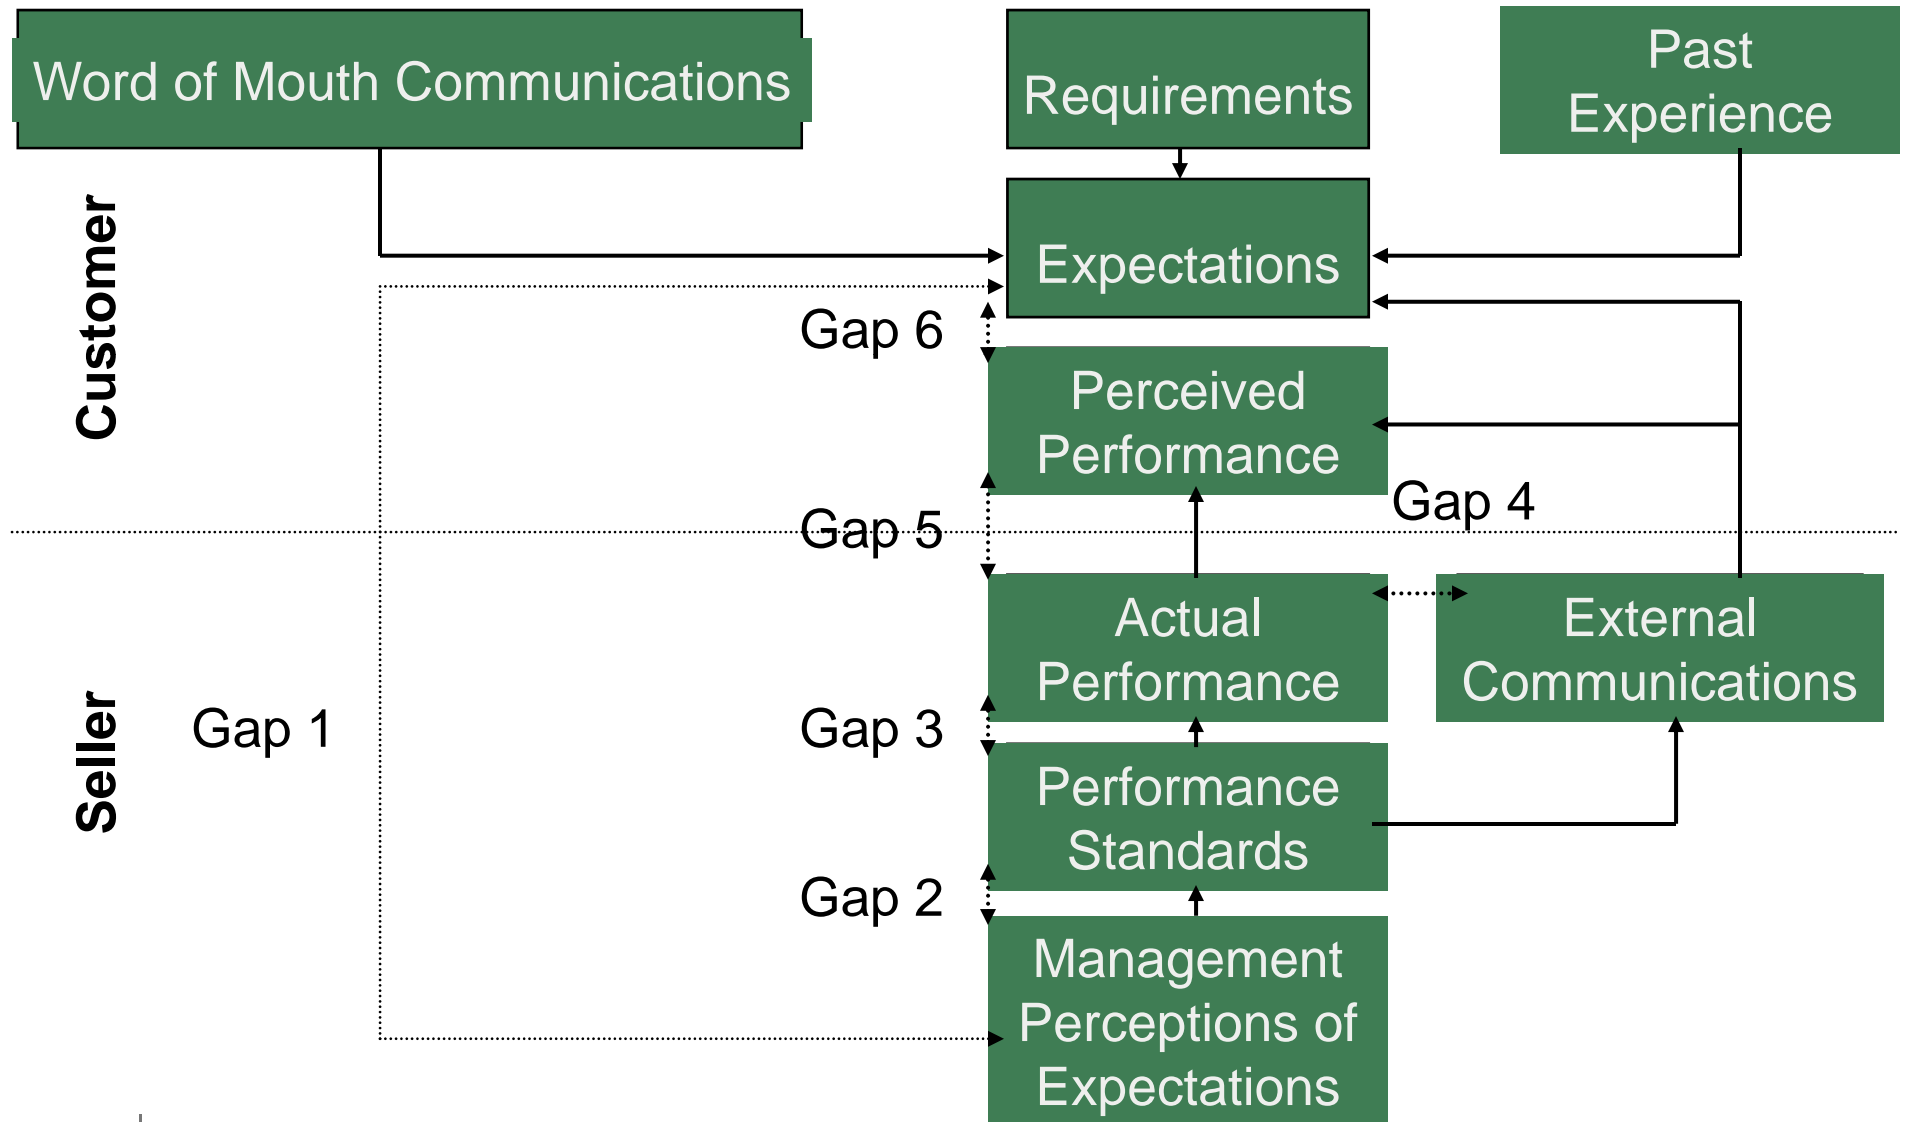 Word of Mouth Communications
Requirements
Past
Experience
Customer
Expectations
Gap 6
Perceived
Performance
Gap 4
Gap 5
Actual
Performance
External
Communications
Seller
Gap 1
Gap 3
Performance
Standards
Gap 2
Management
Perceptions of
Expectations